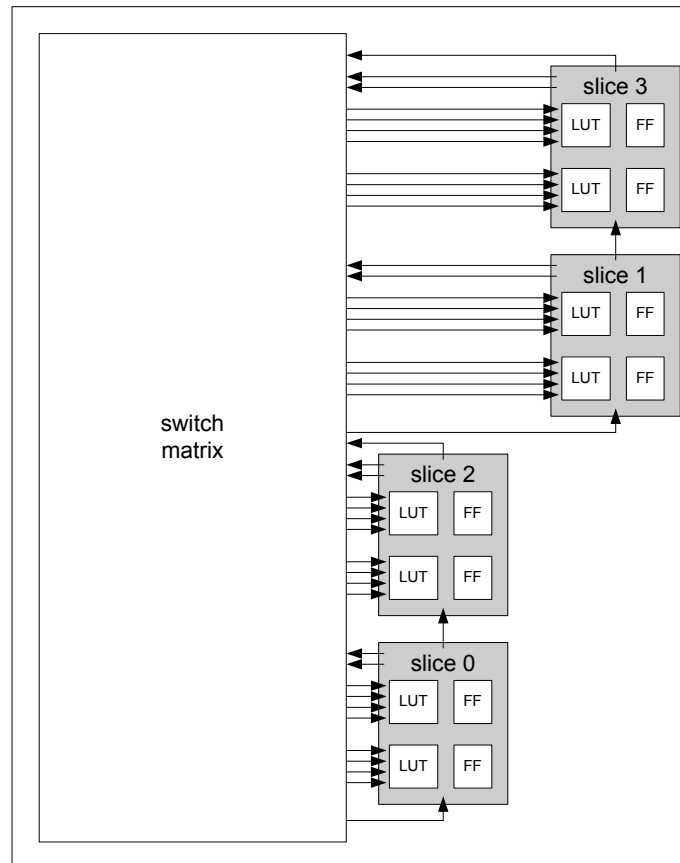 switch
matrix
slice 3
LUT FF
LUT FF
slice 1
LUT FF
LUT FF
slice 2
LUT FF
LUT FF
slice 0
LUT FF
LUT FF